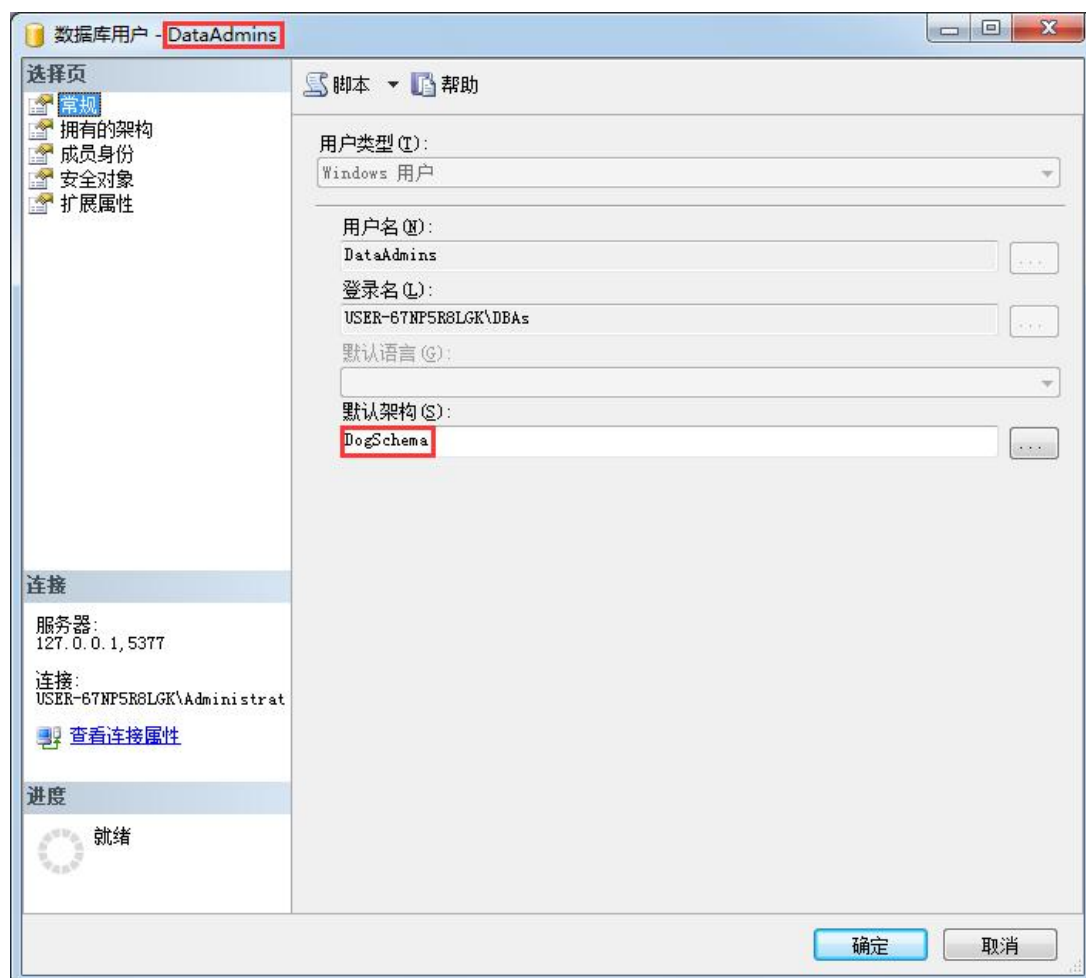 数据库用户 - DataAdmins
选择页
常规
拥有的架构
成员身份
安全对象
扩展属性
脚本 帮助
用户类型(T):
Windows 用户
用户名(N):
DataAdmins
...
登录名(L):
USER-67NP5R8LGK\DBAs
...
默认语言(G):
默认架构(S):
DogSchema
...
连接
服务器:
127.0.0.1,5377
连接:
USER-67NP5R8LGK\Administrat
查看连接属性
进度
就绪
确定 取消